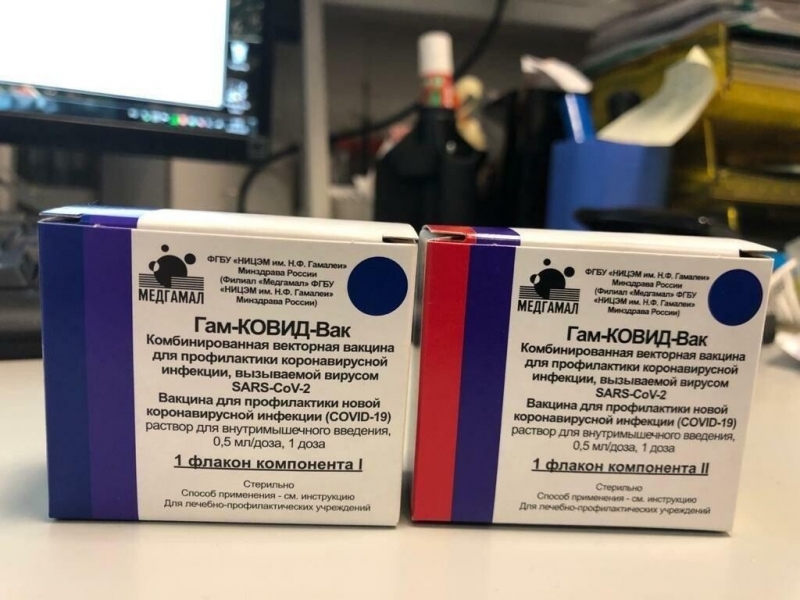 МЕДГАМАЛ
ФГБУ «НИЦЭМ им. Н.Ф. Гамалеи»
Минздрава России
(Филиал «Медгамал» ФГБУ
«НИЦЭМ им. Н.Ф. Гамалеи»
Минздрава России)
Гам-КОВИД-Вак
Комбинированная векторная вакцина
для профилактики коронавирусной
инфекции, вызываемой вирусом
SARS-CoV-2
Вакцина для профилактики новой
коронавирусной инфекции (COVID-19)
раствор для внутримышечного введения,
0,5 мл/доза, 1 доза
1 флакон компонента I
Стерильно
Способ применения - см. инструкцию
Для лечебно-профилактических учреждений
МЕДГАМАЛ
ФГБУ «НИЦЭМ им. Н.Ф. Гамалеи»
Минздрава России
(Филиал «Медгамал» ФГБУ
«НИЦЭМ им. Н.Ф. Гамалеи»
Минздрава России)
Гам-КОВИД-Вак
Комбинированная векторная вакцина
для профилактики коронавирусной
инфекции, вызываемой вирусом
SARS-CoV-2
Вакцина для профилактики новой
коронавирусной инфекции (COVID-19)
раствор для внутримышечного введения,
0,5 мл/доза, 1 доза
1 флакон компонента II
Стерильно
Способ применения - см. инструкцию
Для лечебно-профилактических учреждений